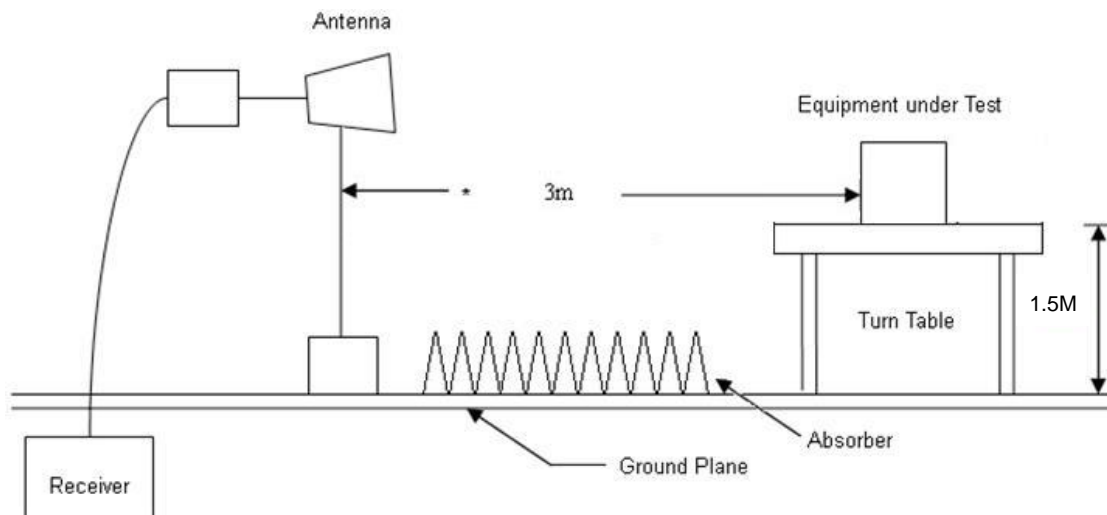 Antenna
Equipment under Test
*
3m
1.5M
Turn Table
Absorber
Ground Plane
Receiver